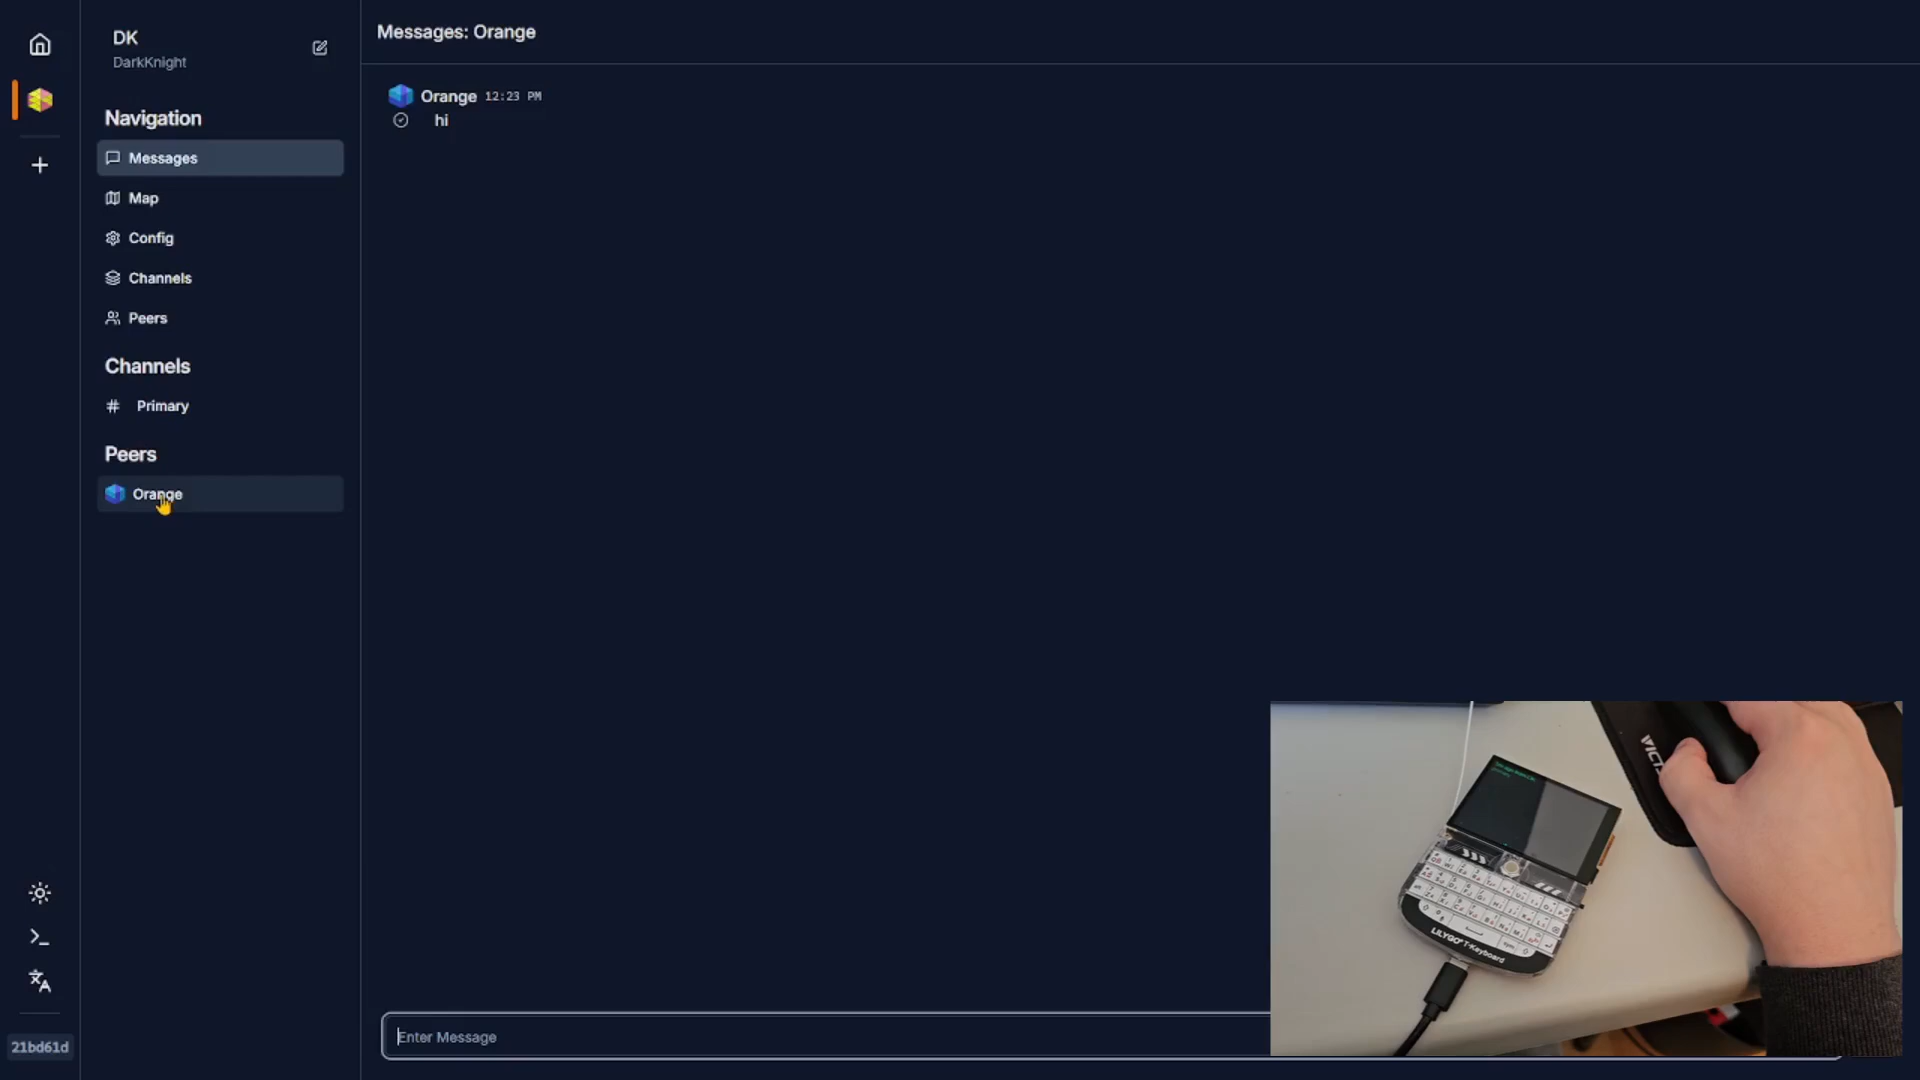 DK
DarkKnight
Navigation
Messages
Map
Config
Channels
Peers
Channels
# Primary
Peers
Orange
21bd61d
Messages: Orange
Orange 12:23 PM
hi
Enter Message
LILYGO T-Keyboard